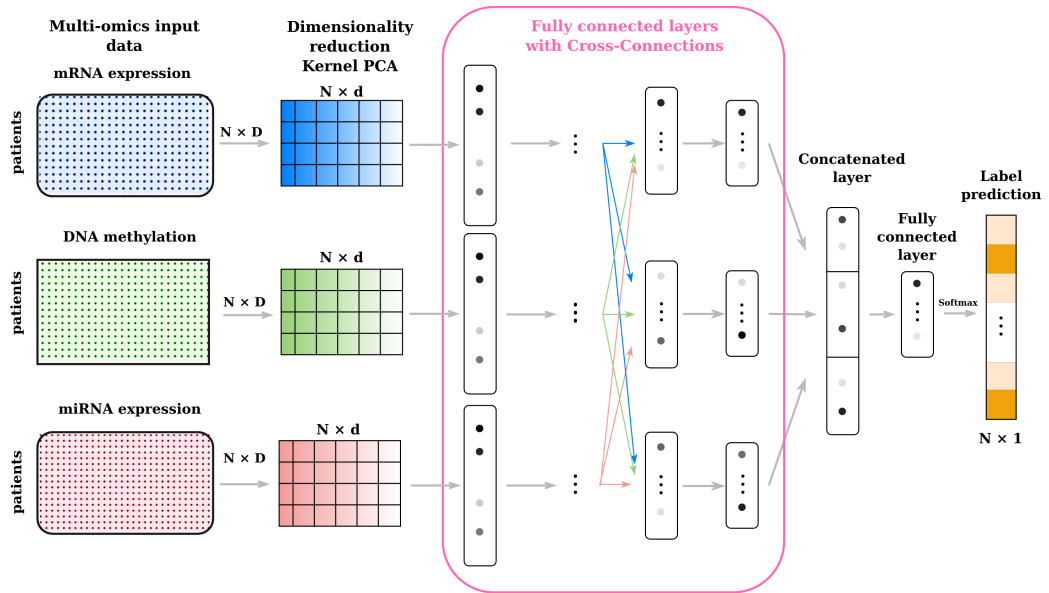 Multi-omics input
data
mRNA expression
patients
N × D
Dimensionality
reduction
Kernel PCA
N × d
Fully connected layers
with Cross-Connections
DNA methylation
patients
N × D
N × d
miRNA expression
patients
N × D
N × d
Concatenated
layer
Fully
connected
layer
Softmax
Label
prediction
N × 1